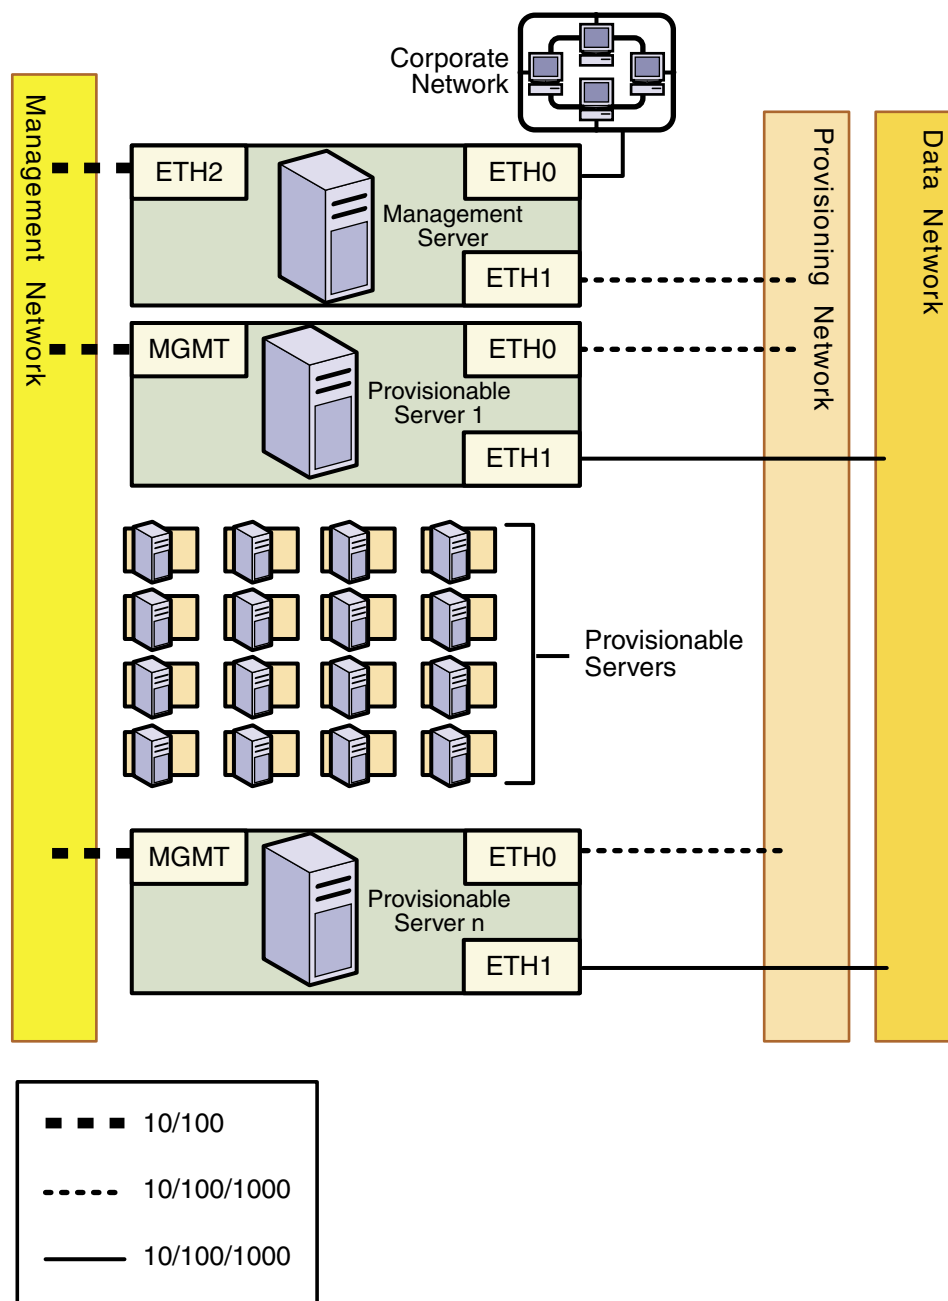 Corporate
Network
Management Network
Provisioning Network
Data Network
ETH2
ETH0
Management
Server
ETH1
MGMT
ETH0
Provisionable
Server 1
ETH1
Provisionable
Servers
MGMT
ETH0
Provisionable
Server n
ETH1
10/100
10/100/1000
10/100/1000